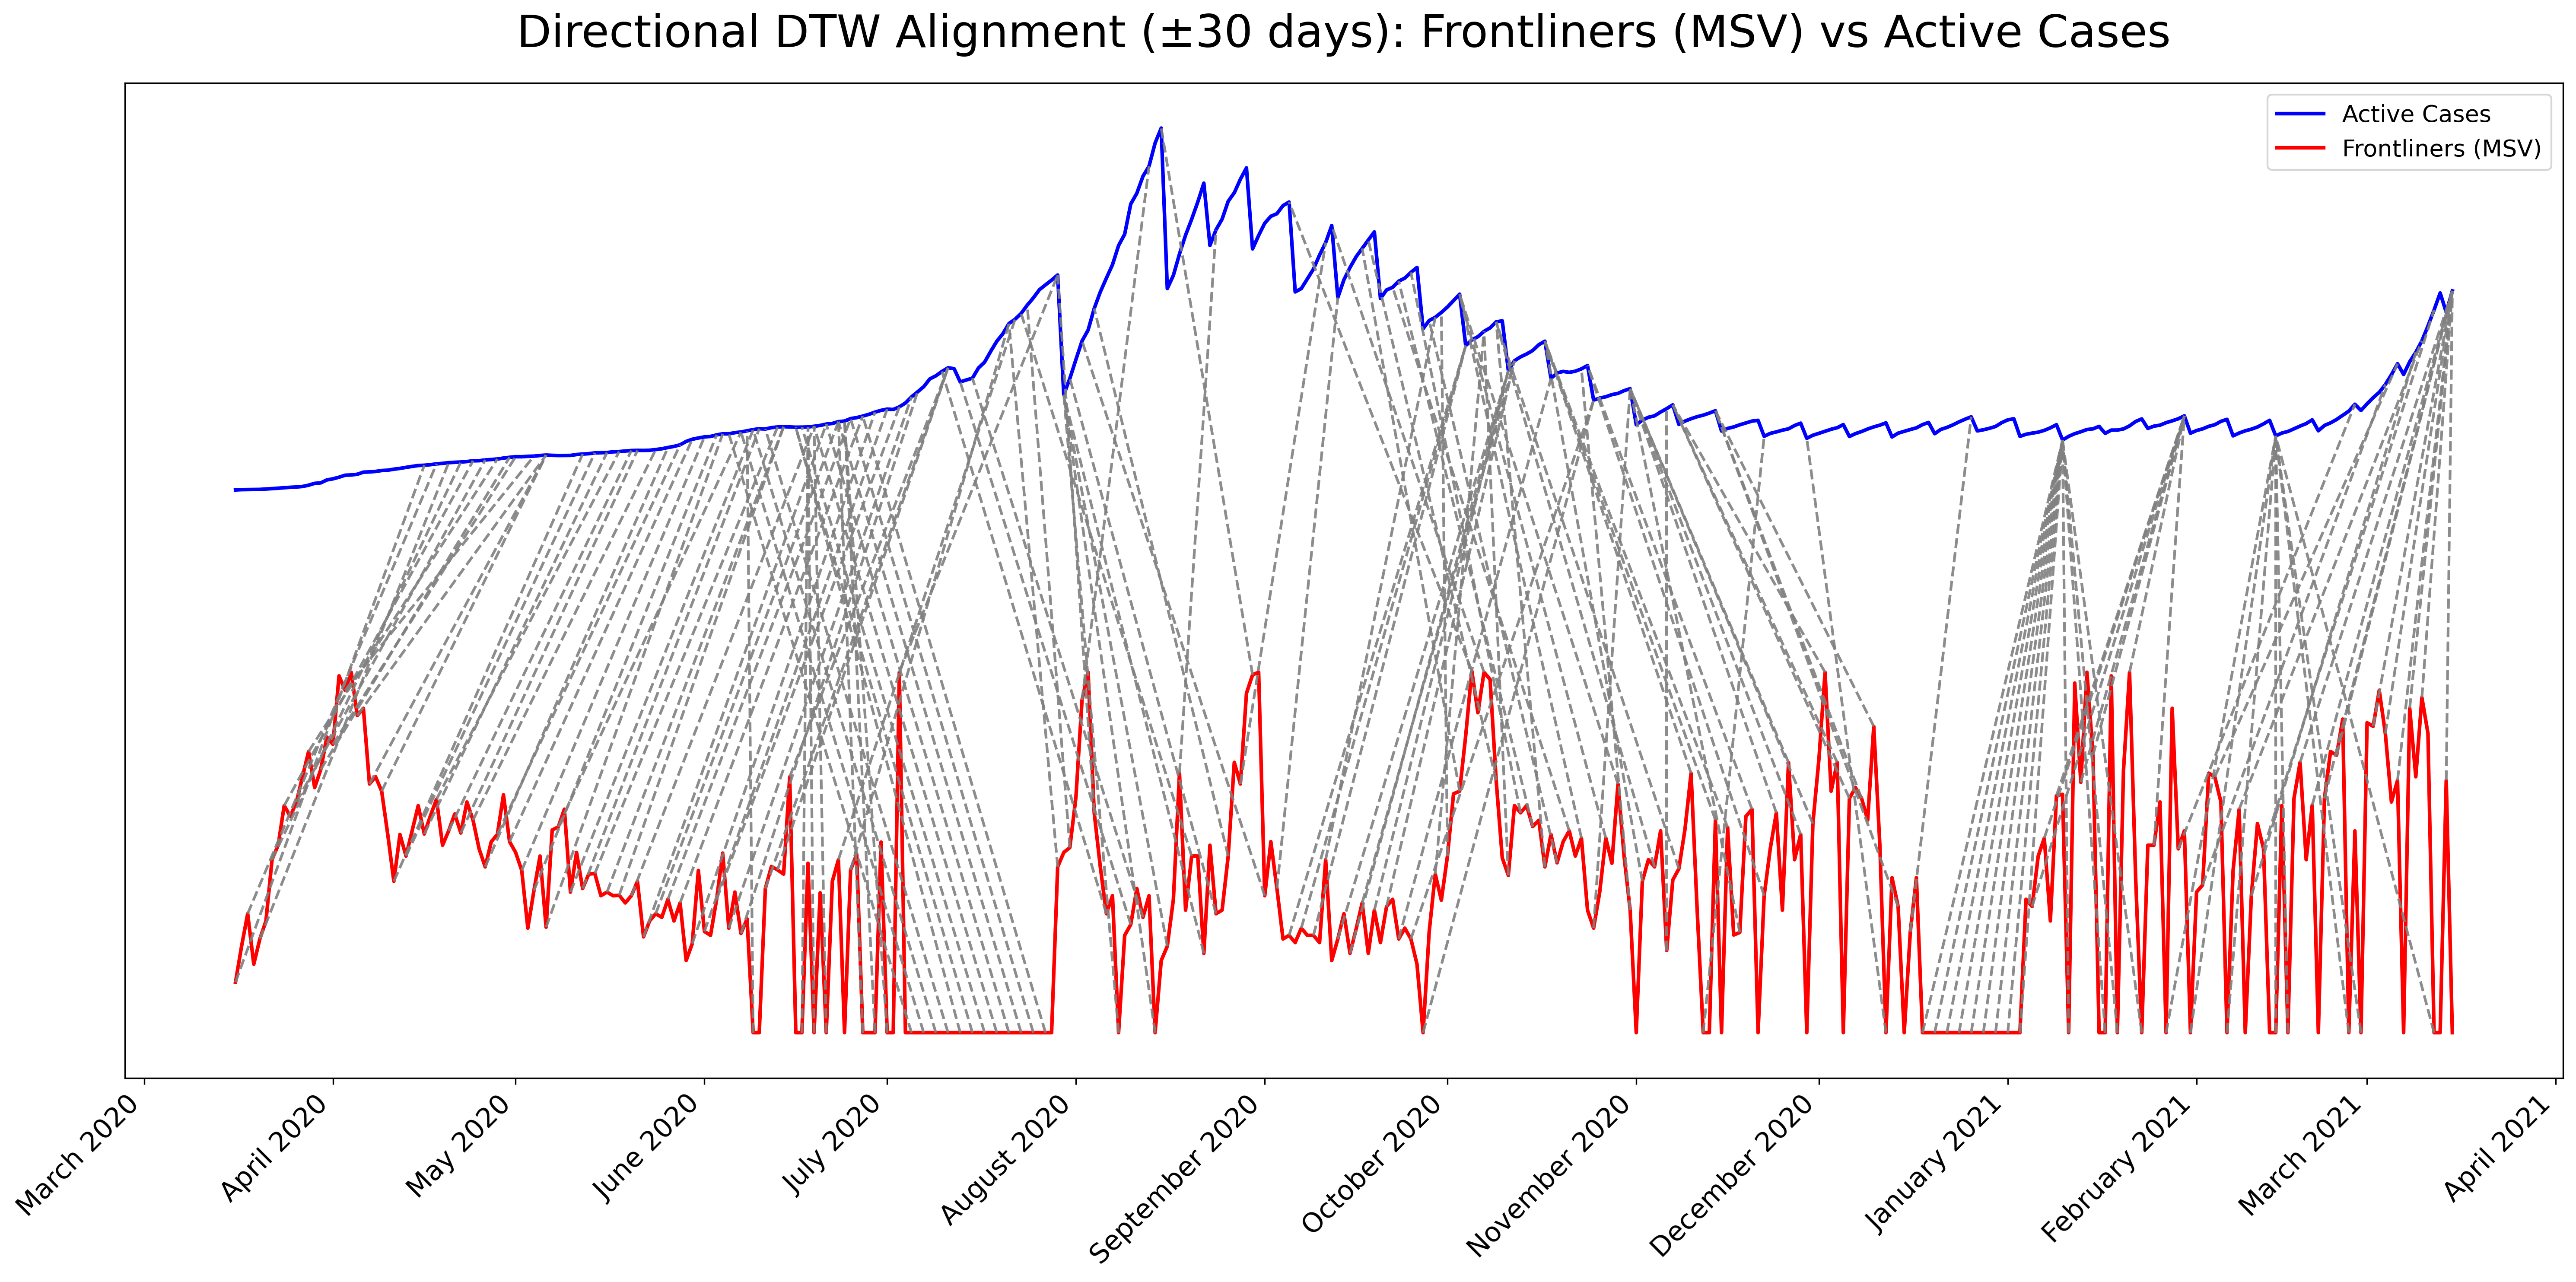 Directional DTW Alignment (±30 days): Frontliners (MSV) vs Active Cases
Active Cases
Frontliners (MSV)
March 2020
April 2020
May 2020
June 2020
July 2020
August 2020
September 2020
October 2020
November 2020
December 2020
January 2021
February 2021
March 2021
April 2021